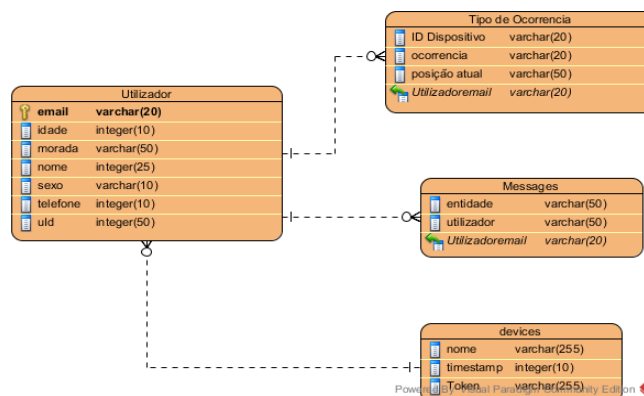 Tipo de Ocorrencia
ID Dispositivo varchar(20)
ocorrencia varchar(20)
posição atual varchar(50)
Utilizadoremail varchar(20)
Utilizador
email varchar(20)
idade integer(10)
morada varchar(50)
nome integer(25)
sexo varchar(10)
telefone integer(10)
uId integer(50)
Messages
entidade varchar(50)
utilizador varchar(50)
Utilizadoremail varchar(20)
devices
nome varchar(255)
timestamp integer(10)
Token varchar(255)
Powered By Visual Paradigm Community Edition